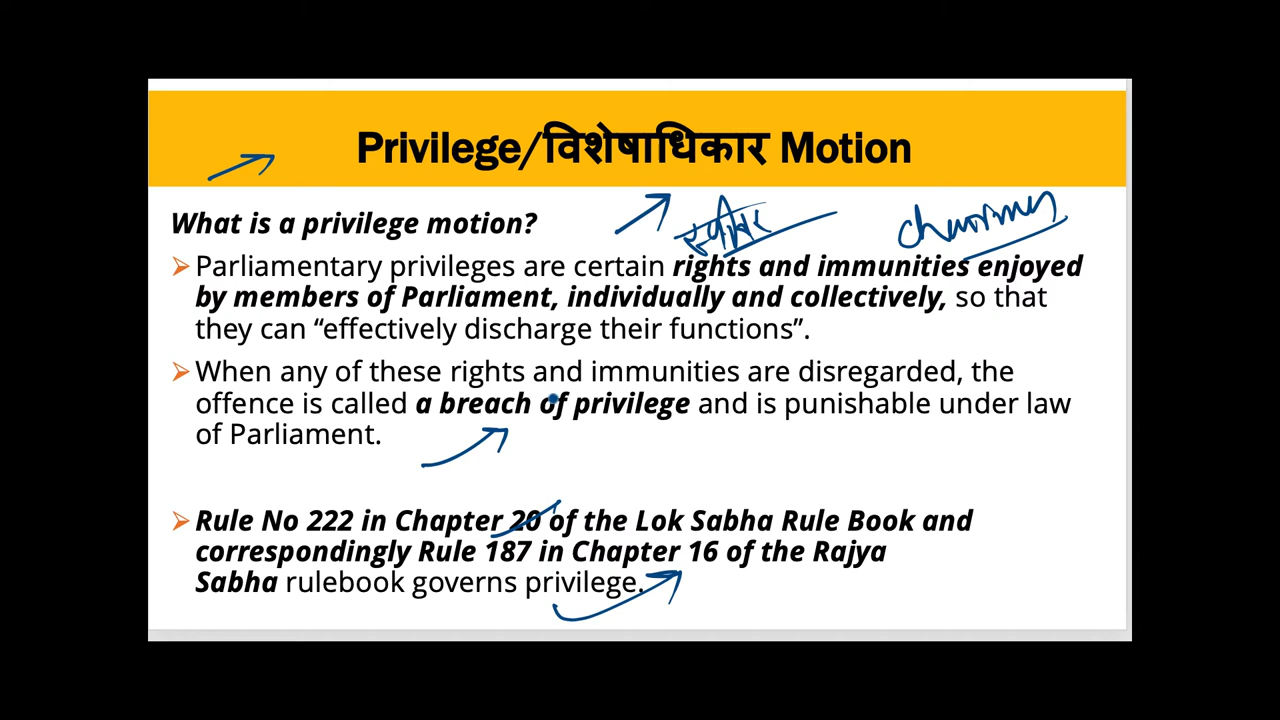 Privilege/विशेषाधिकार Motion
What is a privilege motion?
स्पीकर
chairman
Parliamentary privileges are certain rights and immunities enjoyed
by members of Parliament, individually and collectively, so that
they can “effectively discharge their functions”.
When any of these rights and immunities are disregarded, the
offence is called a breach of privilege and is punishable under law
of Parliament.
Rule No 222 in Chapter 20 of the Lok Sabha Rule Book and
correspondingly Rule 187 in Chapter 16 of the Rajya
Sabha rulebook governs privilege.